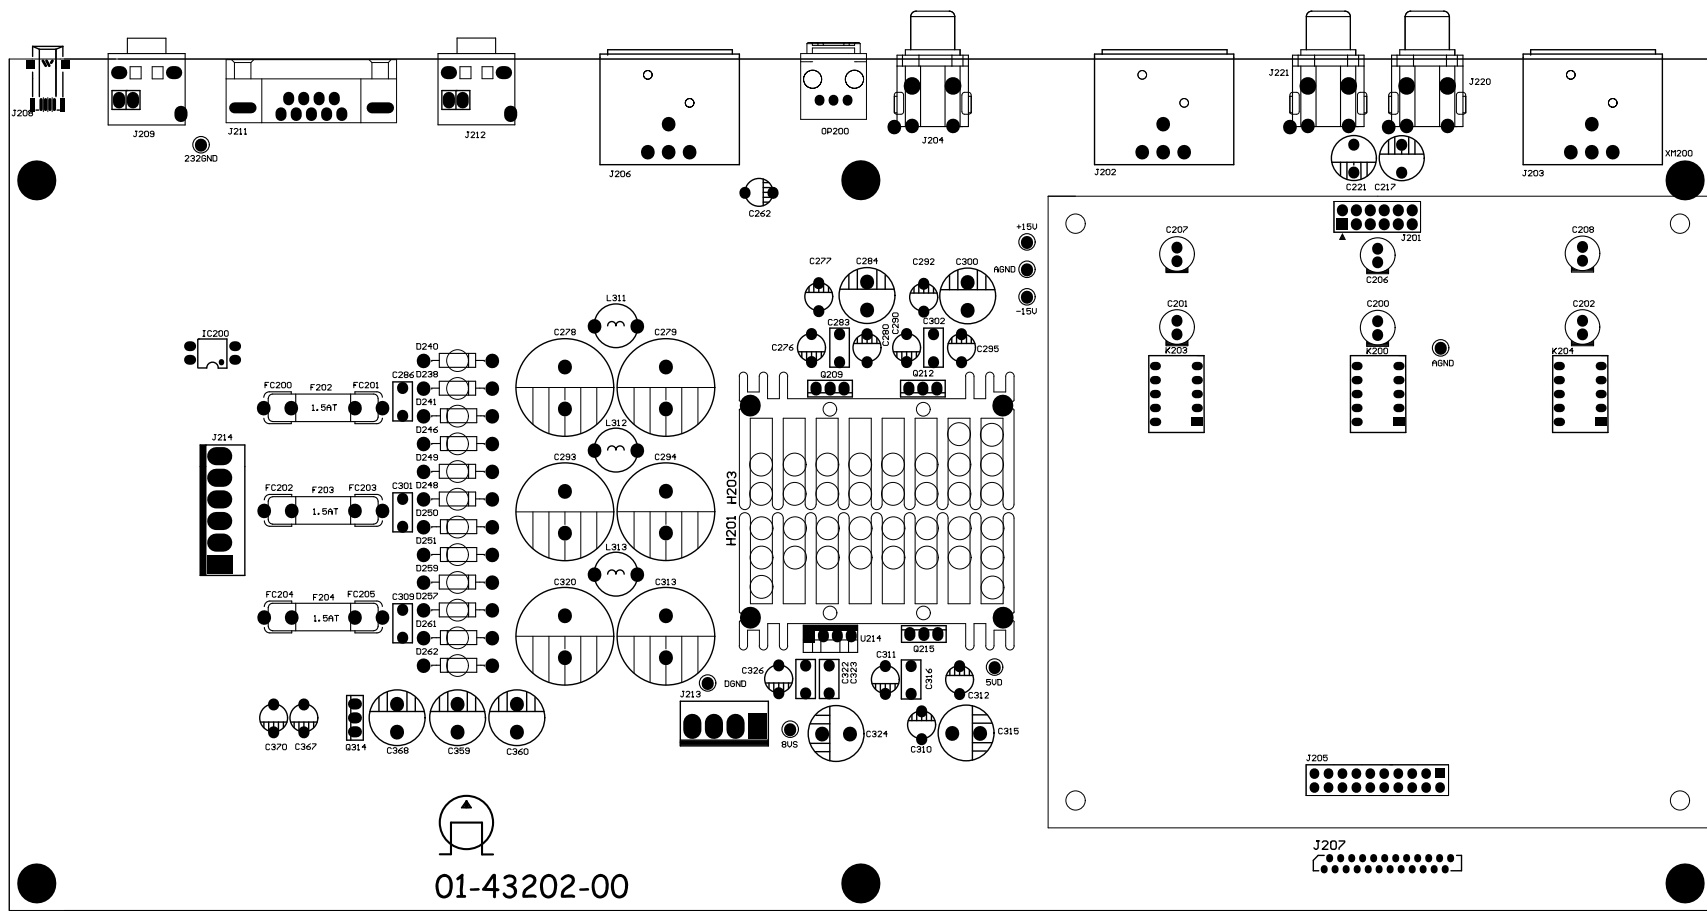 J208
J209
J211
J212
232GND
J206
OP200
J204
J202
J221
J220
C221
C217
J203
XM200
C262
+15V
AGND
-15V
J201
C207
C206
C208
C201
C200
C202
K203
K200
K204
AGND
C277
C284
C292
C300
C276
C283
C280
C290
C302
C295
Q209
Q212
L311
C278
C279
IC200
D240
D238
D241
D246
D249
D248
D250
D251
D259
D257
D261
D262
FC200
F202
FC201
1.5AT
C286
J214
FC202
F203
FC203
1.5AT
C301
FC204
F204
FC205
1.5AT
C309
L312
C293
C294
L313
C320
C313
H203
H201
U214
Q215
C326
C322
C323
C311
C316
C312
5VD
DGND
J213
8VS
C324
C310
C315
C370
C367
Q314
C368
C359
C360
J205
J207
01-43202-00